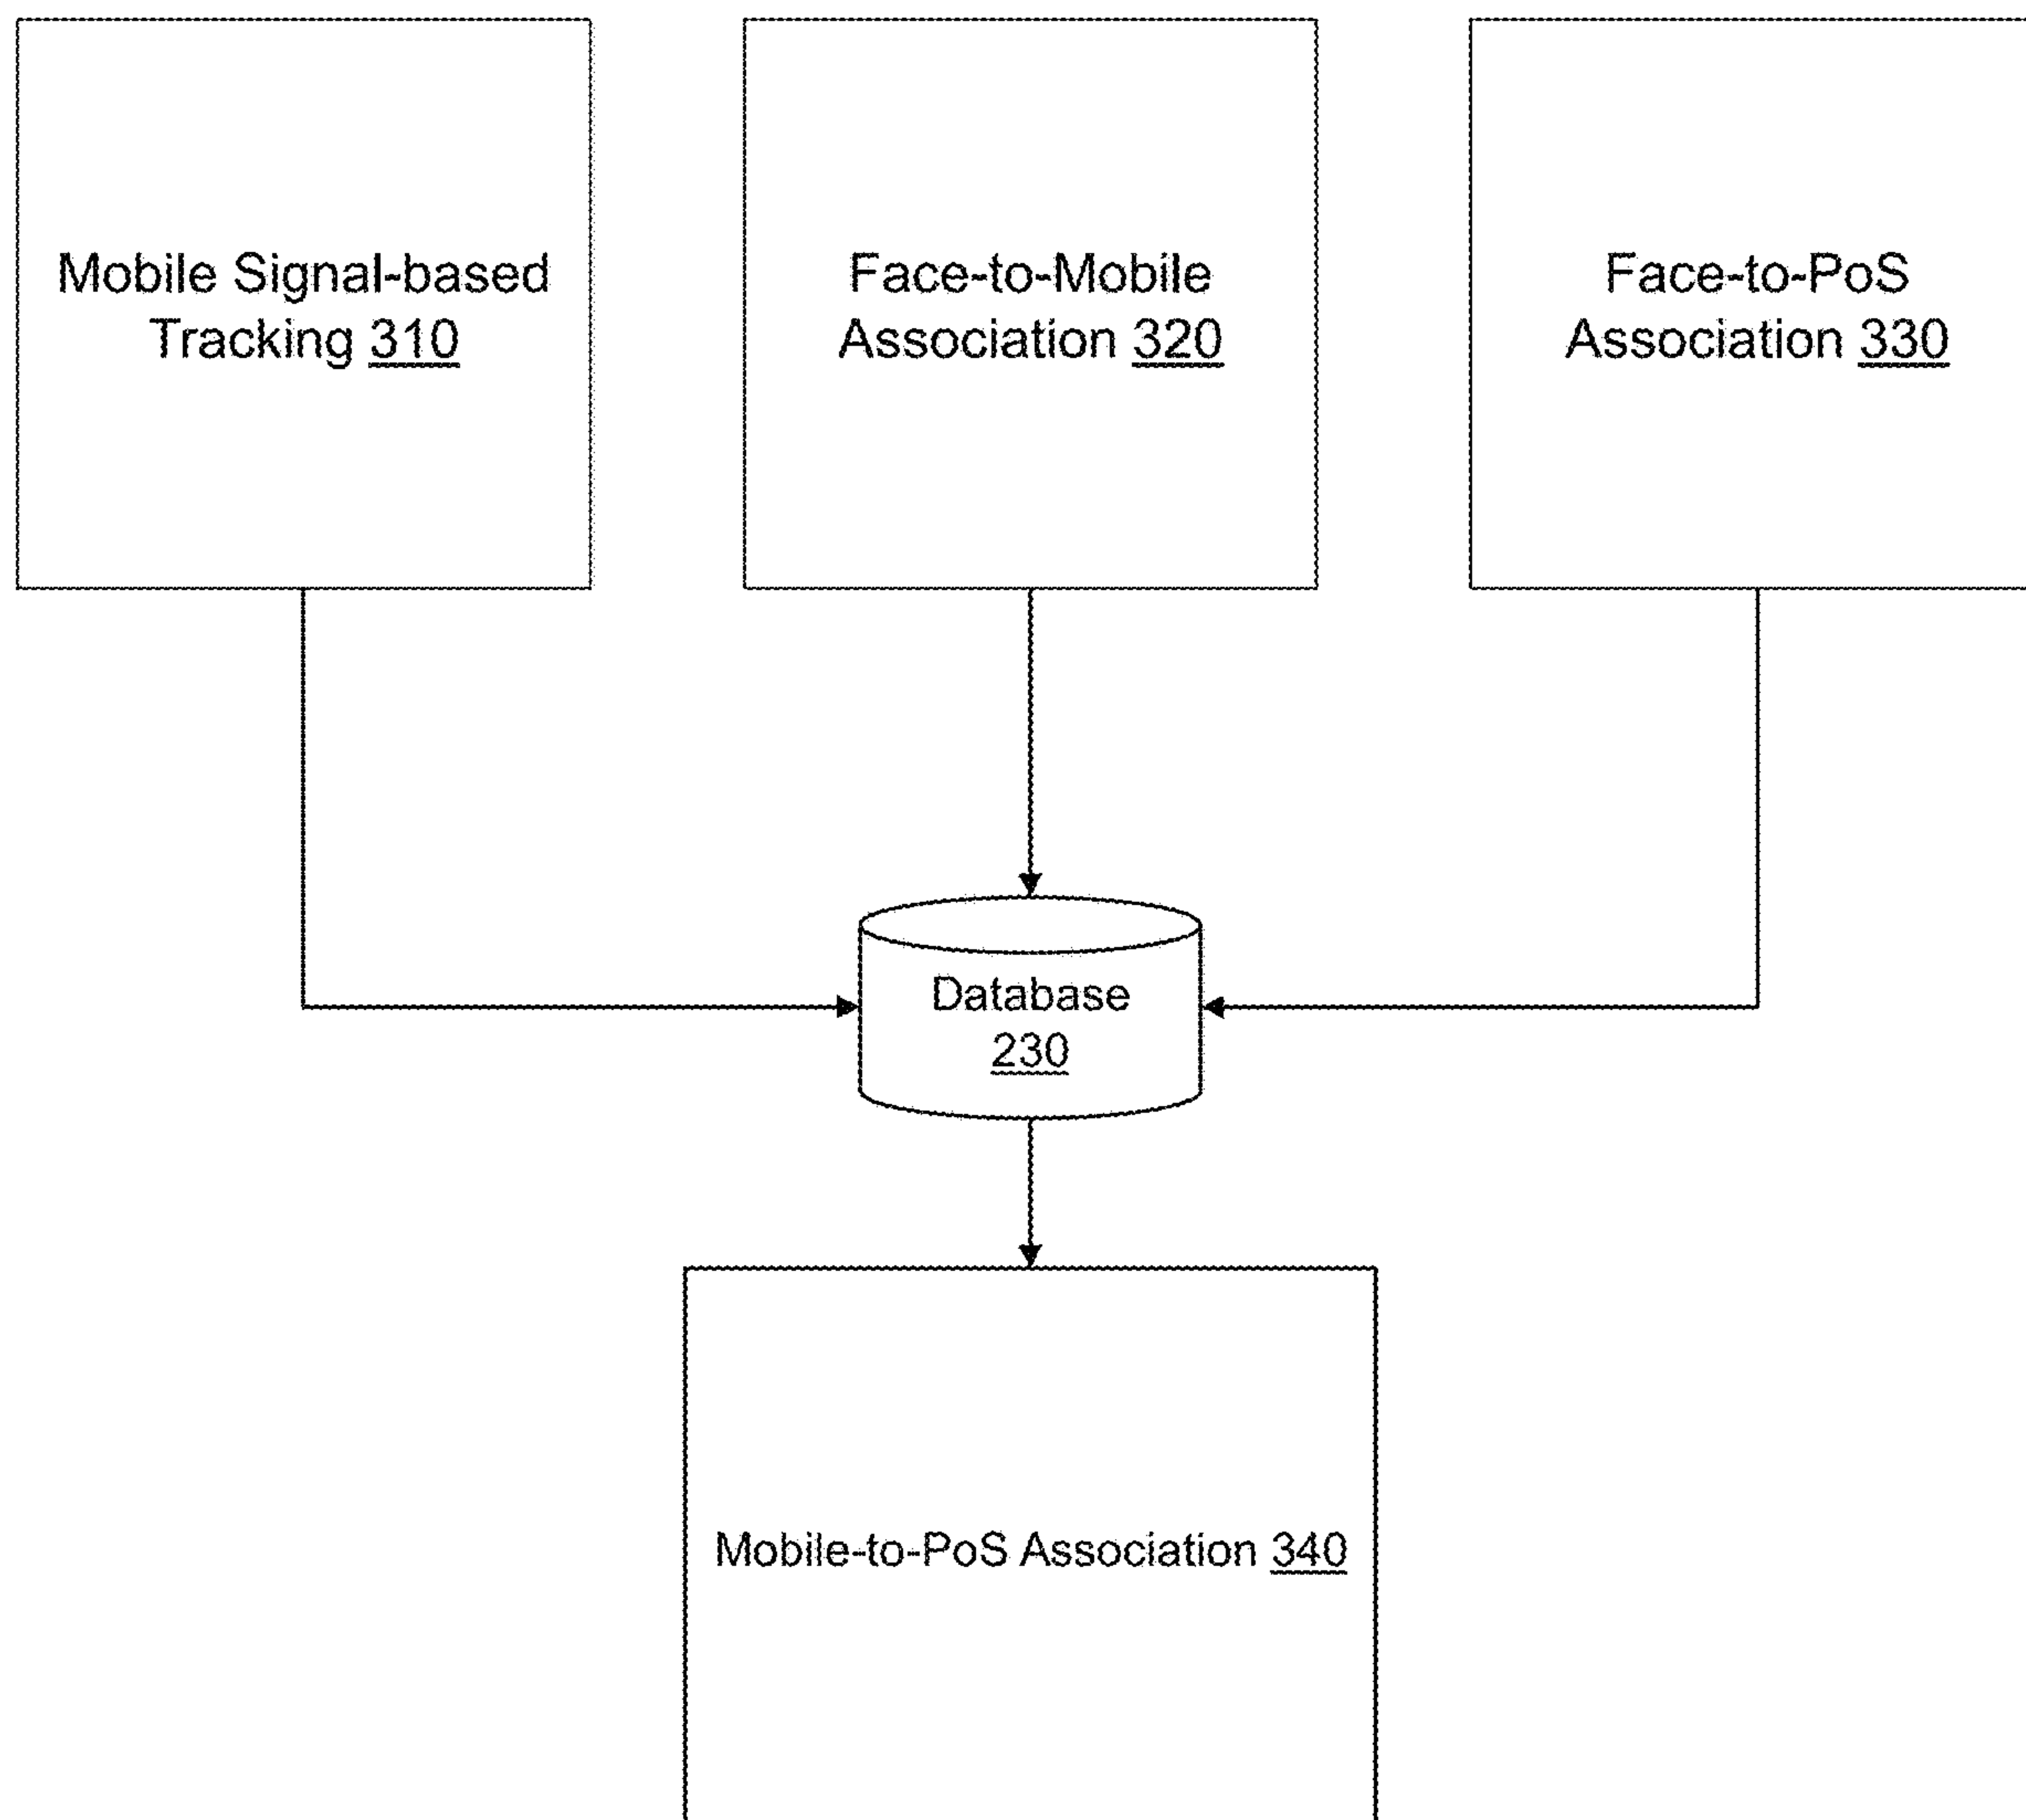 Mobile Signal-based
Tracking 310
Face-to-Mobile
Association 320
Face-to-PoS
Association 330
Database
230
Mobile-to-PoS Association 340